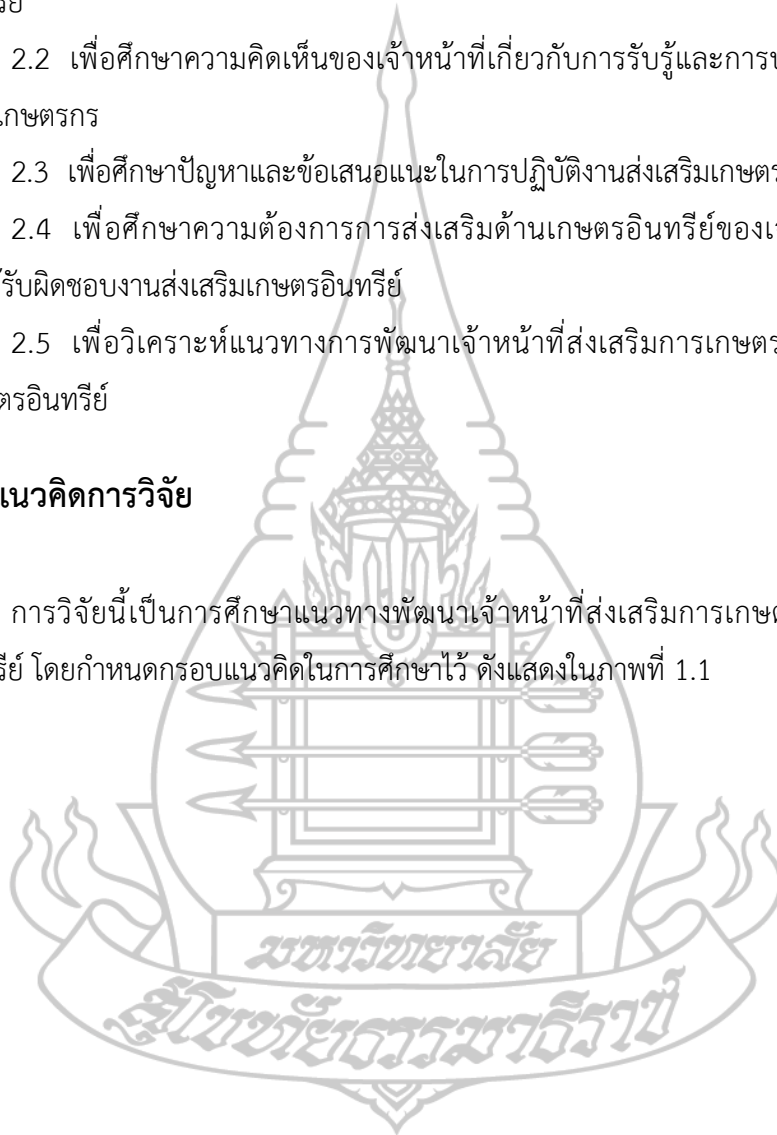 2.2 เพื่อศึกษาความคิดเห็นของเจ้าหน้าที่เกี่ยวกับการรับรู้และการ
เกษตรกร
2.3 เพื่อศึกษาปัญหาและข้อเสนอแนะในการปฏิบัติงานส่งเสริมเกษตร
2.4 เพื่อศึกษาความต้องการการส่งเสริมด้านเกษตรอินทรีย์ของ
รับผิดชอบงานส่งเสริมเกษตรอินทรีย์
2.5 เพื่อวิเคราะห์แนวทางการพัฒนาเจ้าหน้าที่ส่งเสริมการเกษตร
ตรอินทรีย์
แนวคิดการวิจัย
การวิจัยนี้เป็นการศึกษาแนวทางพัฒนาเจ้าหน้าที่ส่งเสริมการเกษ
รีย์ โดยกำหนดกรอบแนวคิดในการศึกษาไว้ ดังแสดงในภาพที่ 1.1
มหาวิทยาลัย
สุโขทัยธรรมาธิราช